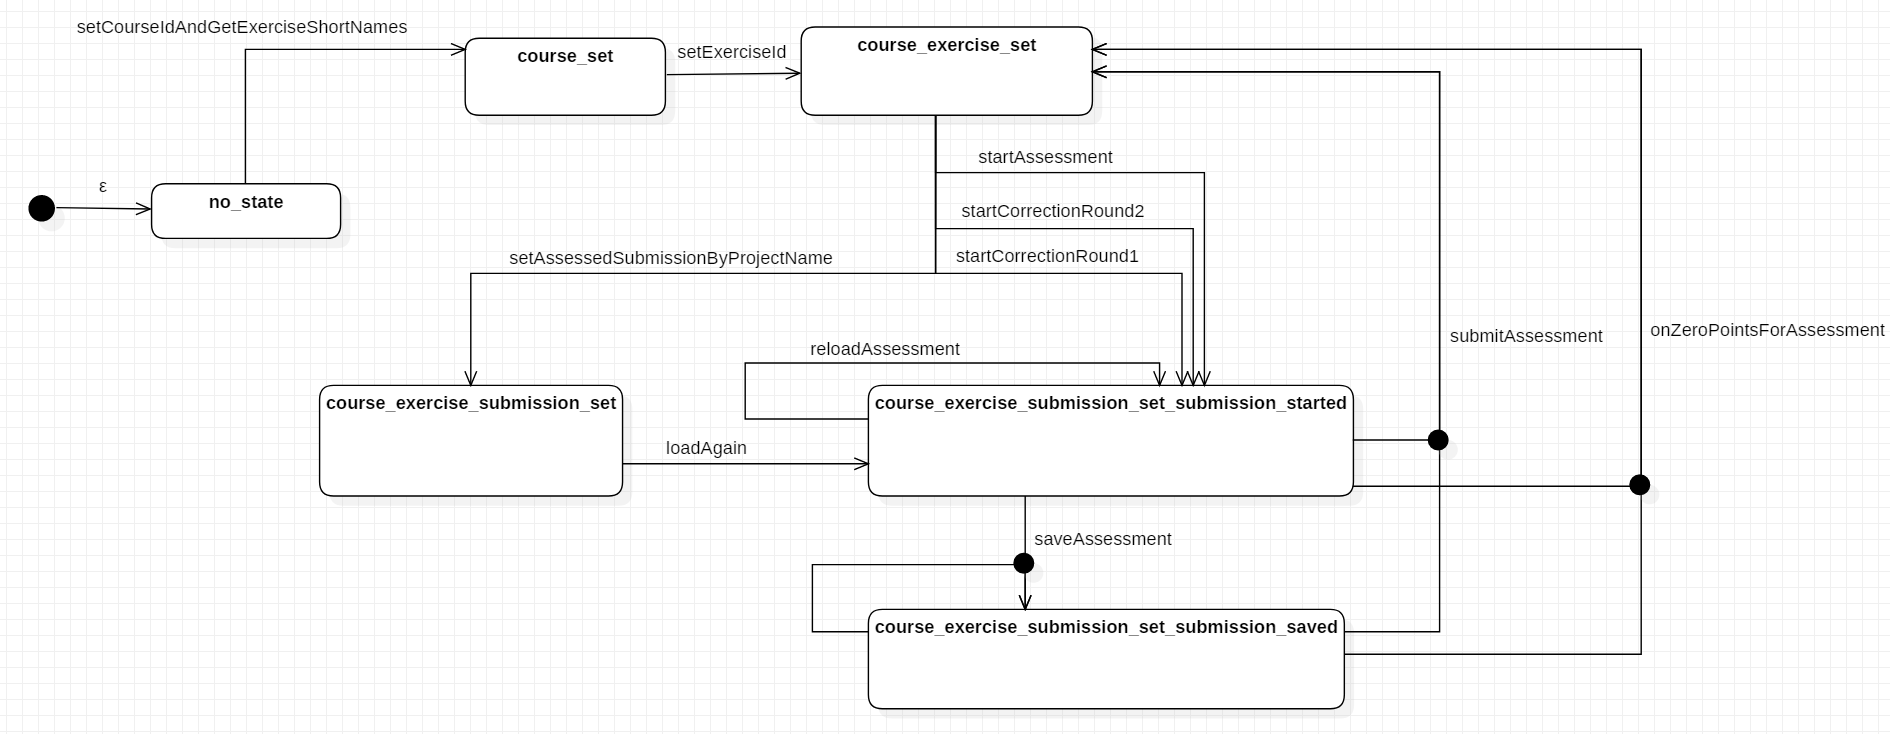 setCourseIdAndGetExerciseShortNames
course_set
setExerciseId
course_exercise_set
ε
no_state
startAssessment
startCorrectionRound2
setAssessedSubmissionByProjectName
startCorrectionRound1
reloadAssessment
submitAssessment
onZeroPointsForAssessment
course_exercise_submission_set
course_exercise_submission_set_submission_started
loadAgain
saveAssessment
course_exercise_submission_set_submission_saved